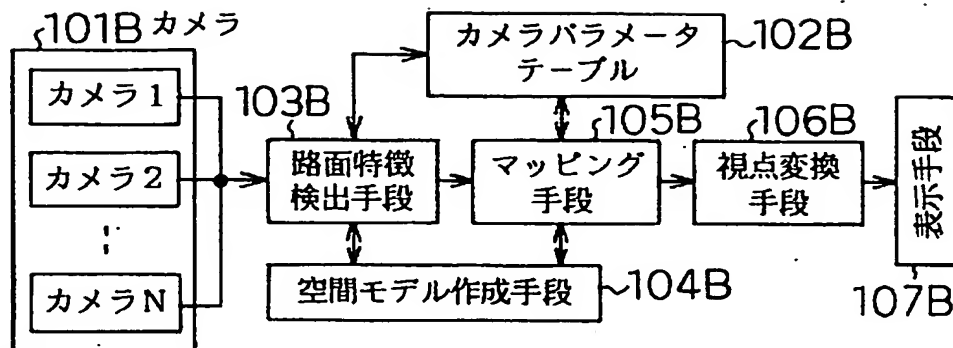 101B カメラ
カメラ1
カメラ2
カメラN
103B
路面特徴
検出手段
カメラパラメータ
テーブル
102B
105B
マッピング
手段
空間モデル作成手段
104B
106B
視点変換
手段
表示手段
107B